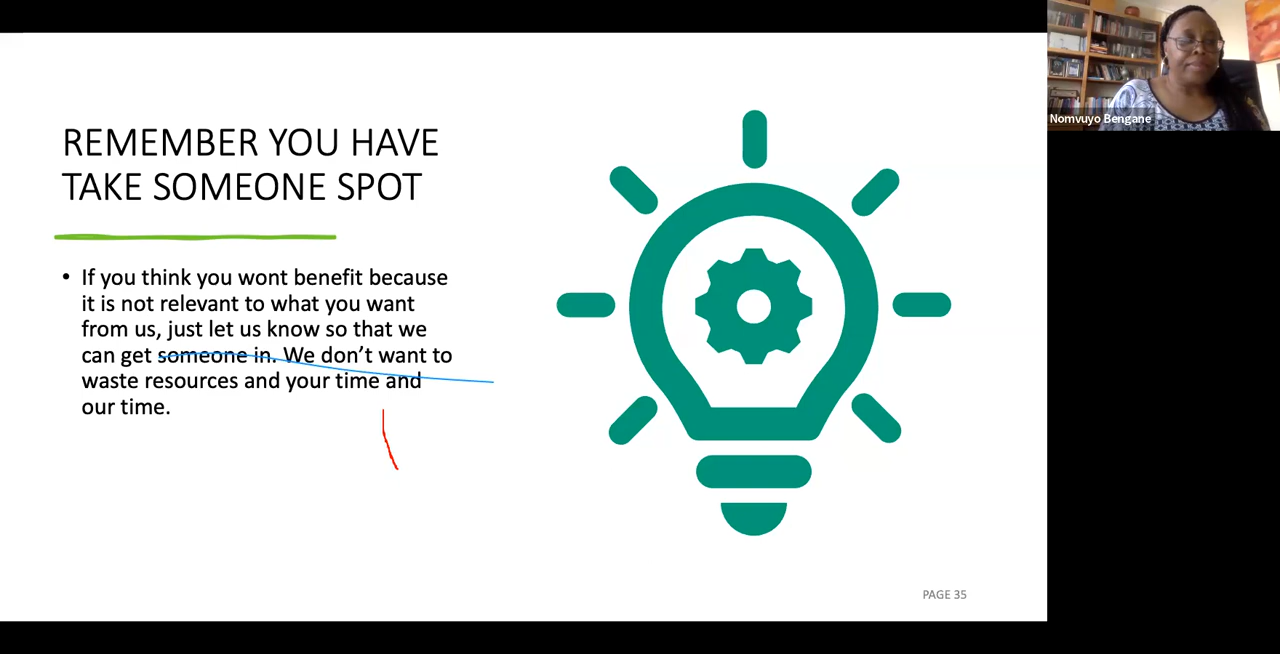 REMEMBER YOU HAVE
TAKE SOMEONE SPOT
• If you think you wont benefit because
it is not relevant to what you want
from us, just let us know so that we
can get someone in. We don’t want to
waste resources and your time and
our time.
PAGE 35
Nomvuyo Bengane